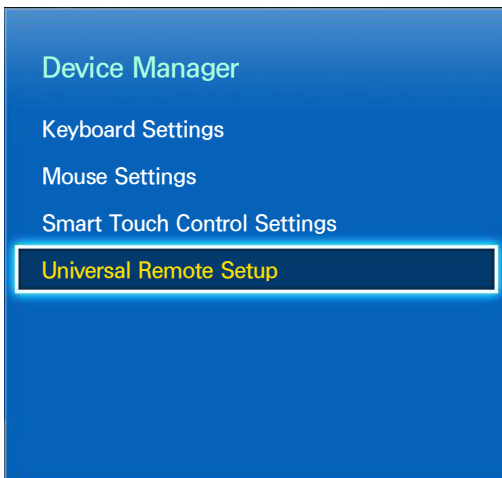 Device Manager
Keyboard Settings
Mouse Settings
Smart Touch Control Settings
Universal Remote Setup